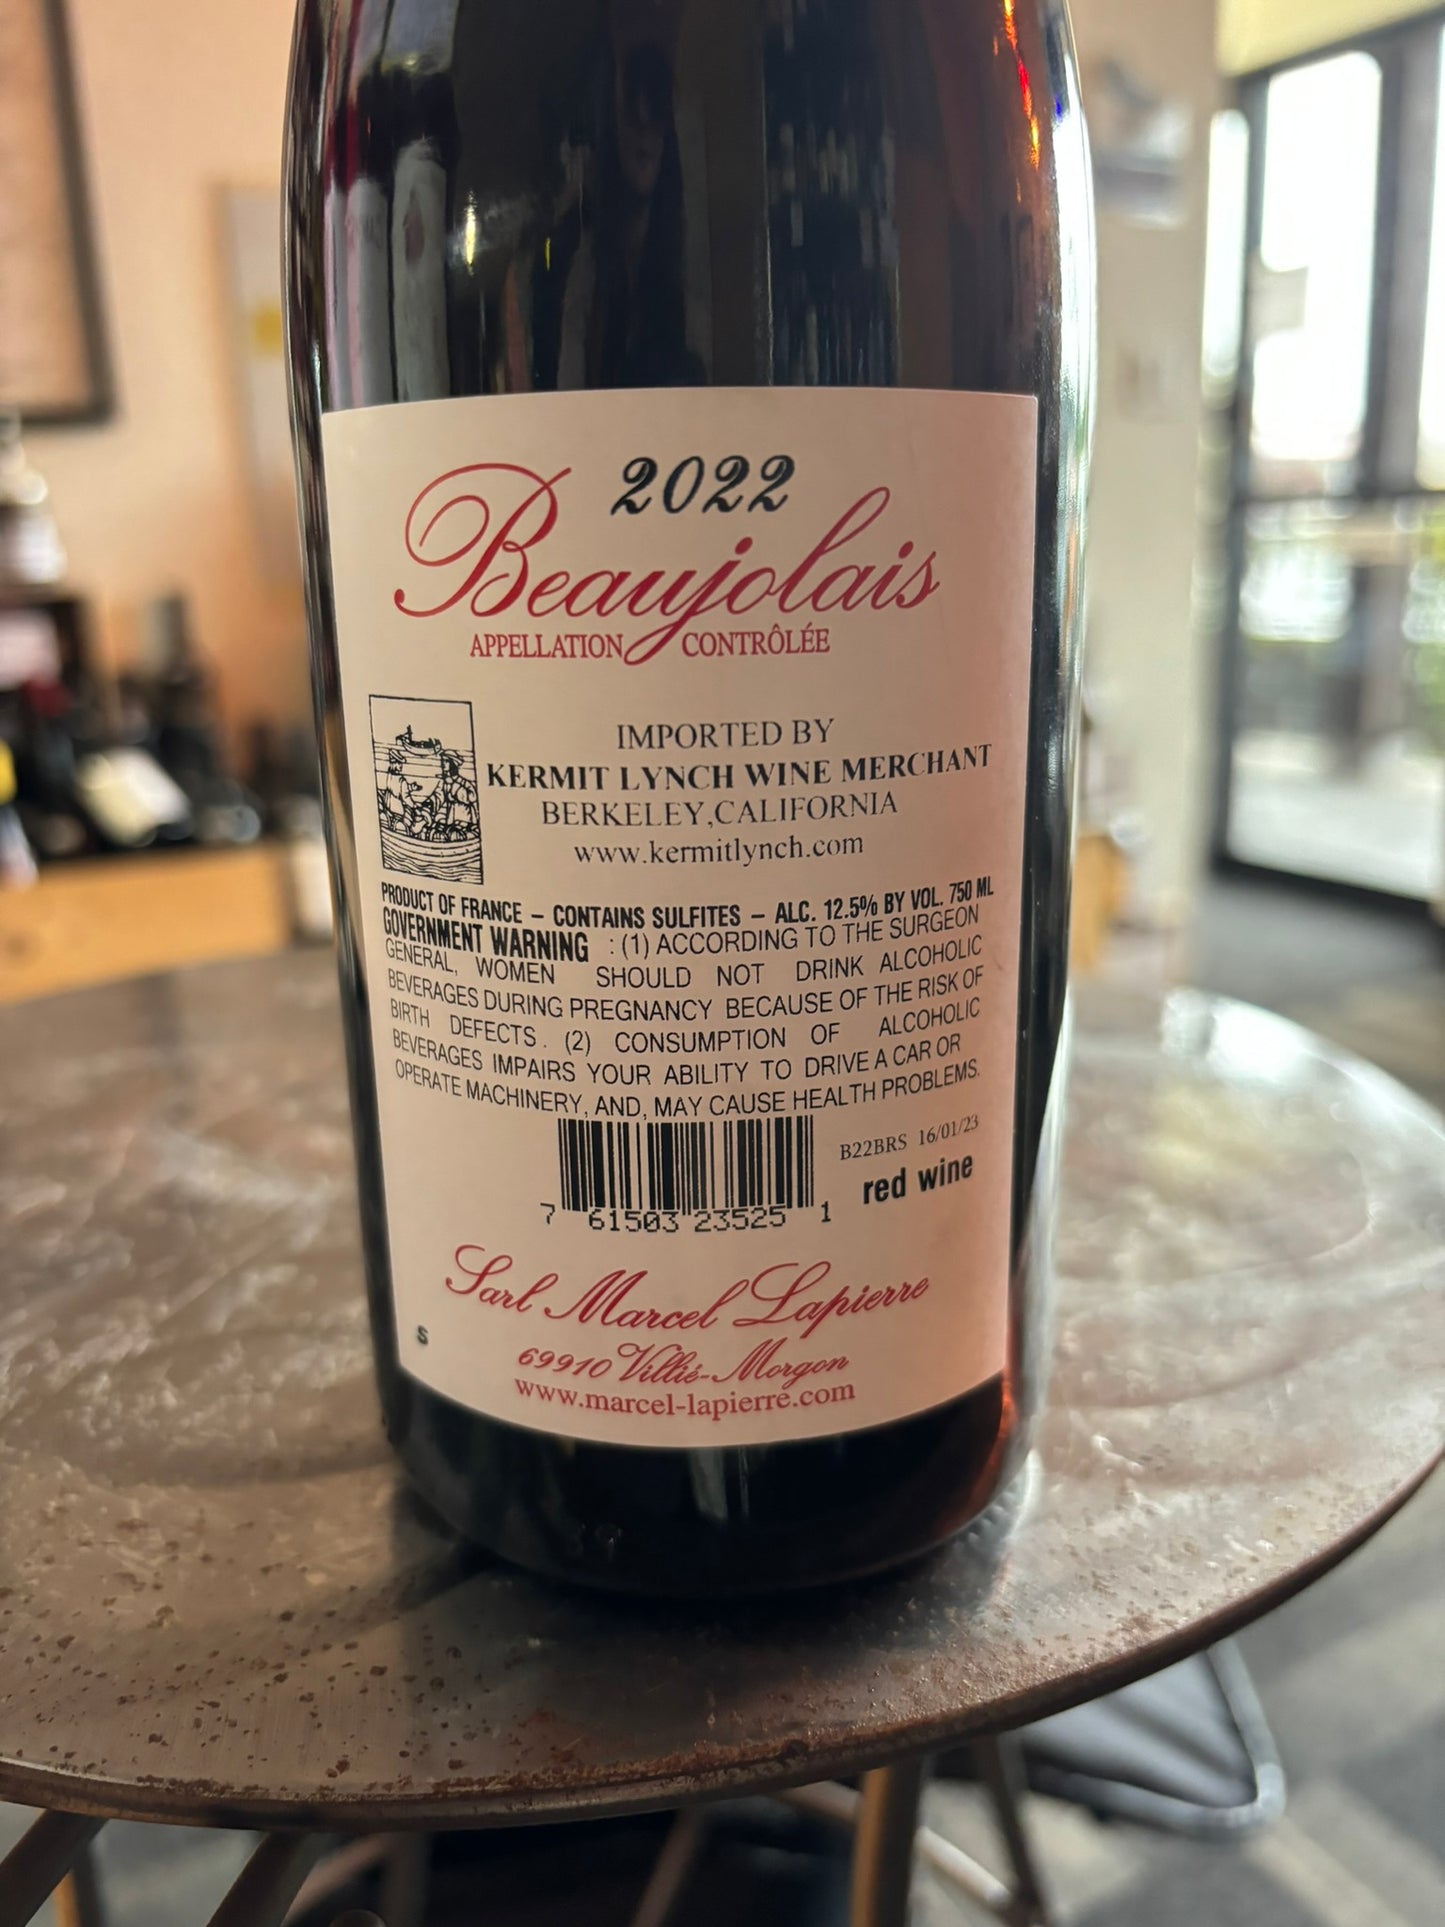 2022
Beaujolais
APPELLATION CONTRÔLÉE
IMPORTED BY
KERMIT LYNCH WINE MERCHANT
BERKELEY,CALIFORNIA
www.kermitlynch.com
PRODUCT OF FRANCE – CONTAINS SULFITES – ALC. 12.5% BY VOL. 750 ML
GOVERNMENT WARNING : (1) ACCORDING TO THE SURGEON
GENERAL, WOMEN SHOULD NOT DRINK ALCOHOLIC
BEVERAGES DURING PREGNANCY BECAUSE OF THE RISK OF
BIRTH DEFECTS. (2) CONSUMPTION OF ALCOHOLIC
BEVERAGES IMPAIRS YOUR ABILITY TO DRIVE A CAR OR
OPERATE MACHINERY, AND, MAY CAUSE HEALTH PROBLEMS.
B22BRS 16/01/23
red wine
7 61503 23525 1
Sarl Marcel Lapierre
S
69910 Villié-Morgon
www.marcel-lapierre.com